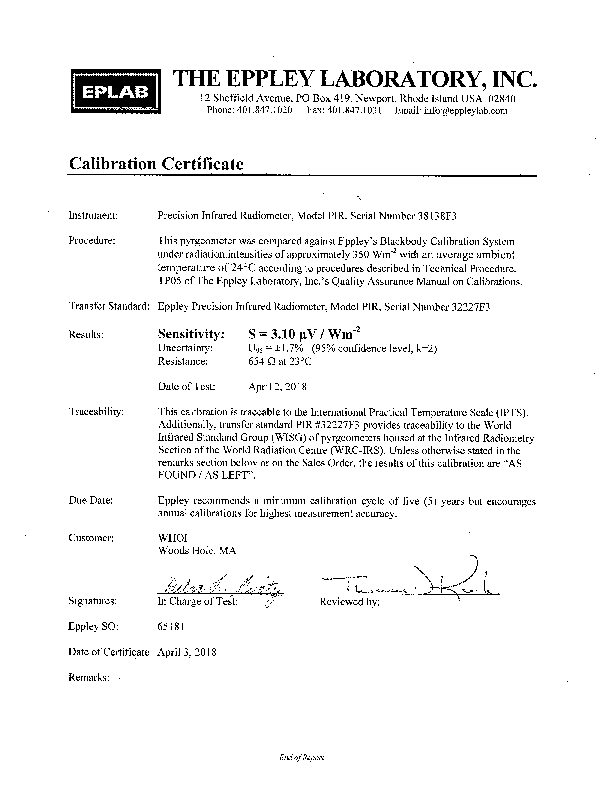 EPLAB
THE EPPLEY LABORATORY, INC.
12 Sheffield Avenue, PO Box 419, Newport, Rhode Island USA 02840
Phone: 401.847.1020 Fax: 401.847.1031 Email: info@eppleylab.com
Calibration Certificate
Instrument: Precision Infrared Radiometer, Model PIR, Serial Number 38138F3
Procedure: This pyrgeometer was compared against Eppley's Blackbody Calibration System
under radiation intensities of approximately 350 Wm⁻² with an average ambient
temperature of 24°C according to procedures described in Technical Procedure,
TP05 of The Eppley Laboratory, Inc.'s Quality Assurance Manual on Calibrations.
Transfer Standard: Eppley Precision Infrared Radiometer, Model PIR, Serial Number 32227F3
Results: Sensitivity: S = 3.10 µV / Wm⁻²
Uncertainty: U₉₅ = ±1.7% (95% confidence level, k=2)
Resistance: 654 Ω at 23°C
Date of Test: April 2, 2018
Traceability: This calibration is traceable to the International Practical Temperature Scale (IPTS).
Additionally, transfer standard PIR #32227F3 provides traceability to the World
Infrared Standard Group (WISG) of pyrgeometers housed at the Infrared Radiometry
Section of the World Radiation Centre (WRC-IRS). Unless otherwise stated in the
remarks section below or on the Sales Order, the results of this calibration are "AS
FOUND / AS LEFT".
Due Date: Eppley recommends a minimum calibration cycle of five (5) years but encourages
annual calibrations for highest measurement accuracy.
Customer: WHOI
Woods Hole, MA
Signatures: In Charge of Test: Reviewed by:
Eppley SO: 65181
Date of Certificate April 3, 2018
Remarks:
End of Report